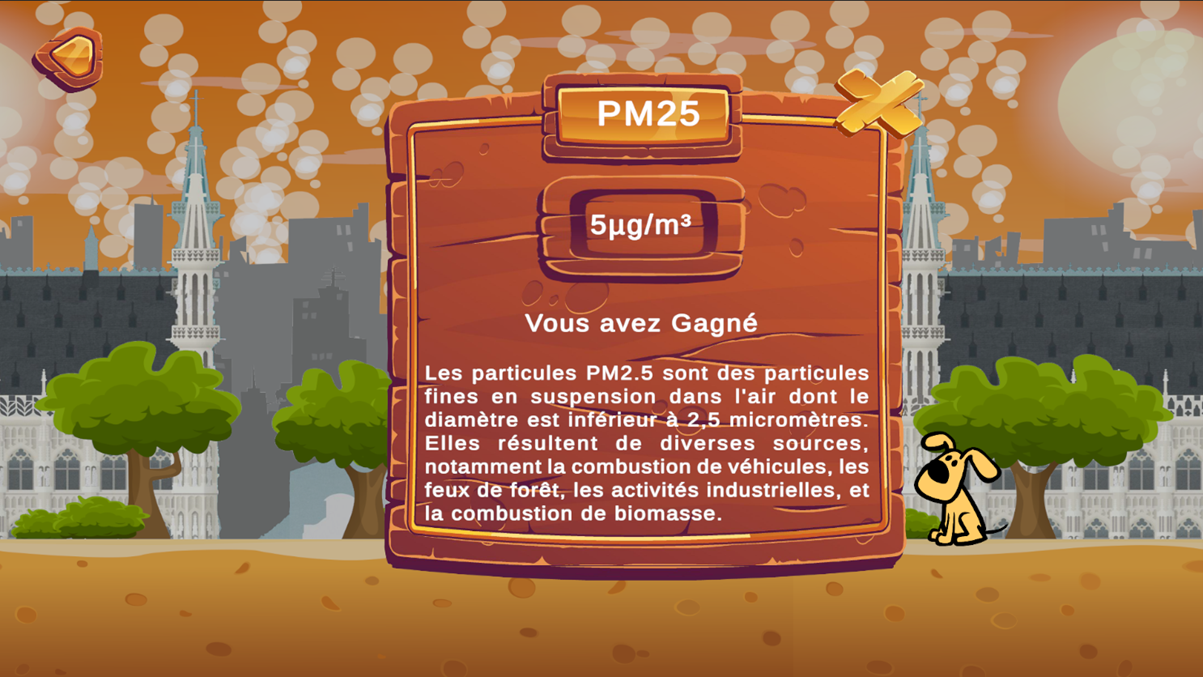 PM25
5µg/m³
Vous avez Gagné
Les particules PM2.5 sont des particules
fines en suspension dans l'air dont le
diamètre est inférieur à 2,5 micromètres.
Elles résultent de diverses sources,
notamment la combustion de véhicules, les
feux de forêt, les activités industrielles, et
la combustion de biomasse.